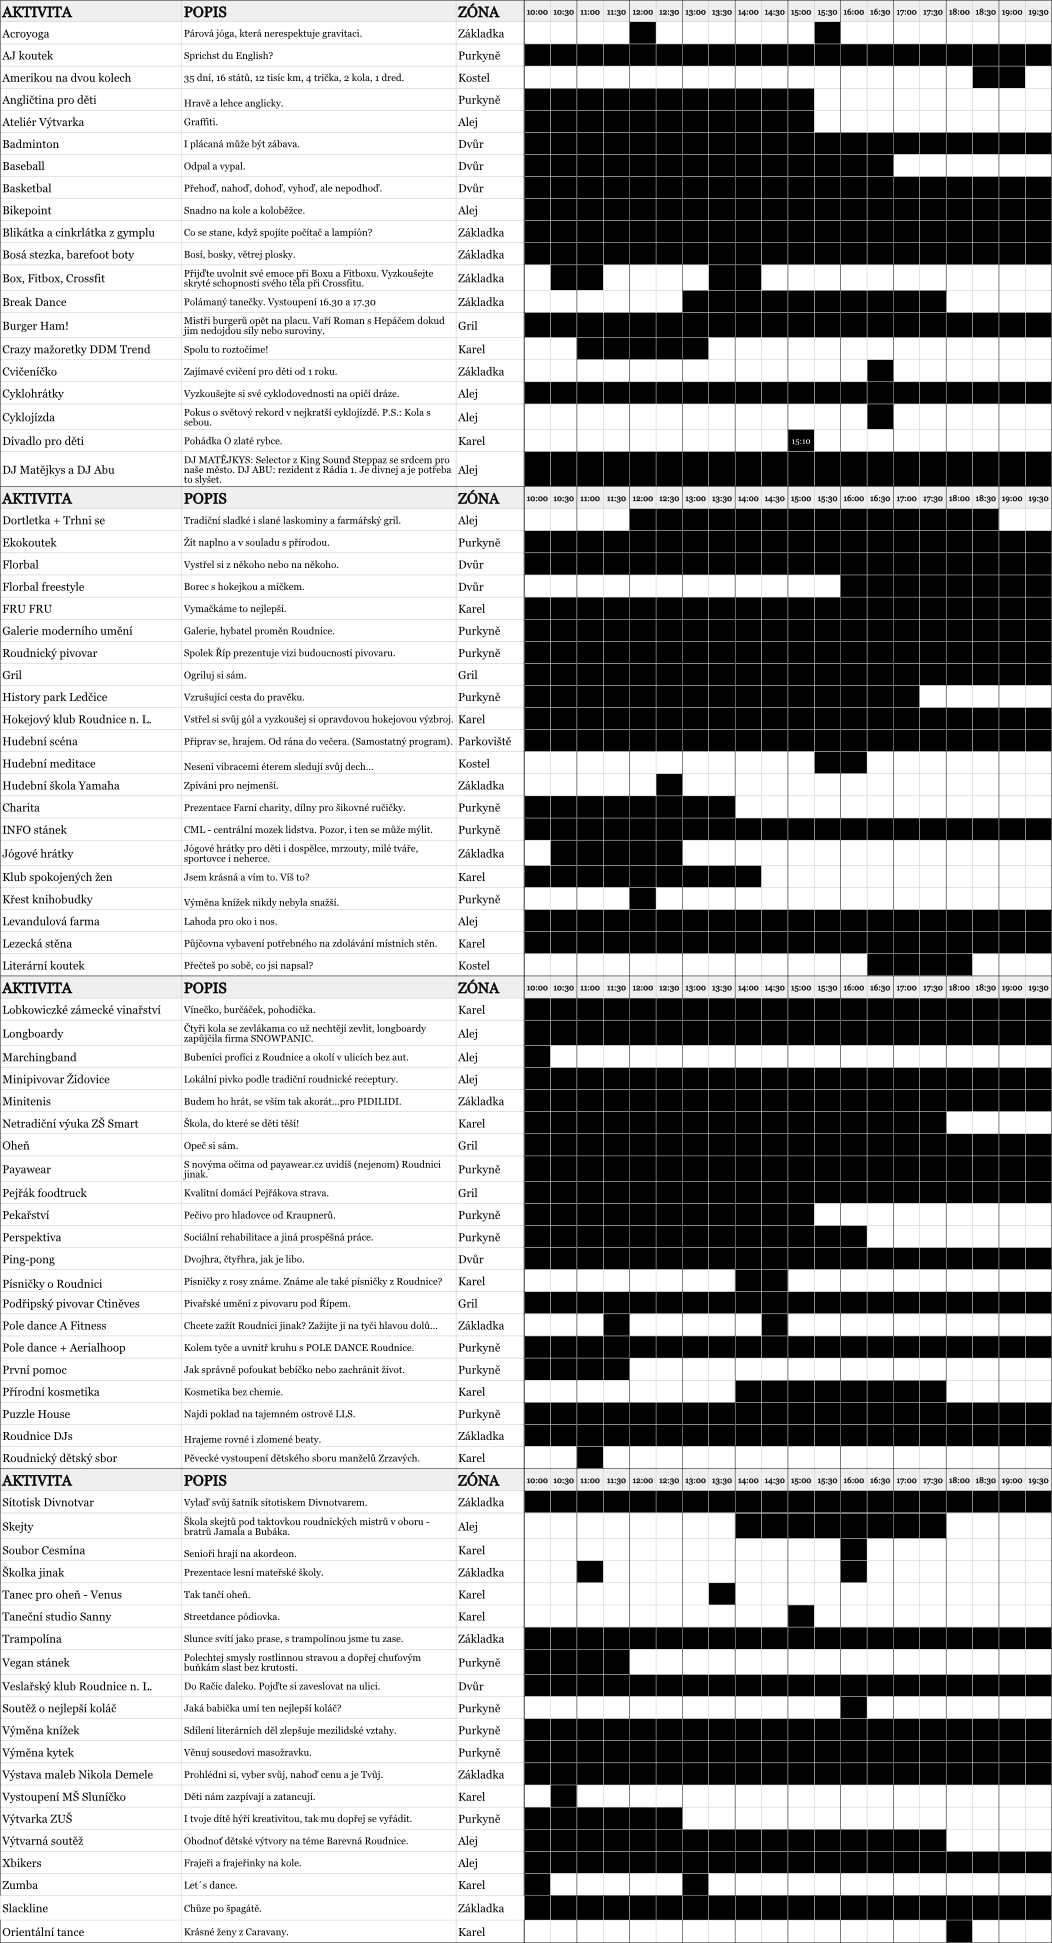 AKTIVITA POPIS ZÓNA 10:00 10:30 11:00 11:30 12:00 12:30 13:00 13:30 14:00 14:30 15:00 15:30 16:00 16:30 17:00 17:30 18:00 18:30 19:00 19:30
Acroyoga Párová jóga, která nerespektuje gravitaci. Základka
AJ koutek Sprichst du English? Purkyně
Amerikou na dvou kolech 35 dní, 16 států, 12 tisíc km, 4 trička, 2 kola, 1 dred. Kostel
Angličtina pro děti Hravě a lehce anglicky. Purkyně
Ateliér Výtvarka Graffiti. Alej
Badminton I plácaná může být zábava. Dvůr
Baseball Odpal a vypal. Dvůr
Basketbal Přehoď, nahoď, dohoď, vyhoď, ale nepodhoď. Dvůr
Bikepoint Snadno na kole a koloběžce. Alej
Blikátka a cinkrlátka z gymplu Co se stane, když spojíte počítač a lampión? Základka
Bosá stezka, barefoot boty Bosí, bosky, větrej plosky. Základka
Box, Fitbox, Crossfit Přijďte uvolnit své emoce při Boxu a Fitboxu. Vyzkoušejte Základka
skryté schopnosti svého těla při Crossfitu.
Break Dance Polámaný tanečky. Vystoupení 16.30 a 17.30 Základka
Burger Ham! Mistři burgerů opět na placu. Vaří Roman s Hepáčem dokud Gril
jim nedojdou síly nebo suroviny.
Crazy mažoretky DDM Trend Spolu to roztočíme! Karel
Cvičeníčko Zajímavé cvičení pro děti od 1 roku. Základka
Cyklohrátky Vyzkoušejte si své cyklodovednosti na opičí dráze. Alej
Cyklojízda Pokus o světový rekord v nejkratší cyklojízdě. P.S.: Kola s Alej
sebou.
Divadlo pro děti Pohádka O zlaté rybce. Karel 15:10
DJ Matějkys a DJ Abu DJ MATĚJKYS: Selector z King Sound Steppaz se srdcem pro
naše město. DJ ABU: rezident z Rádia 1. Je divnej a je potřeba Alej
to slyšet.
AKTIVITA POPIS ZÓNA 10:00 10:30 11:00 11:30 12:00 12:30 13:00 13:30 14:00 14:30 15:00 15:30 16:00 16:30 17:00 17:30 18:00 18:30 19:00 19:30
Dortletka + Trhni se Tradiční sladké i slané laskominy a farmářský gril. Alej
Ekokoutek Žít naplno a v souladu s přírodou. Purkyně
Florbal Vystřel si z někoho nebo na někoho. Dvůr
Florbal freestyle Borec s hokejkou a míčkem. Dvůr
FRU FRU Vymačkáme to nejlepší. Karel
Galerie moderního umění Galerie, hybatel proměn Roudnice. Purkyně
Roudnický pivovar Spolek Říp prezentuje vizi budoucnosti pivovaru. Purkyně
Gril Ogriluj si sám. Gril
History park Ledčice Vzrušující cesta do pravěku. Purkyně
Hokejový klub Roudnice n. L. Vstřel si svůj gól a vyzkoušej si opravdovou hokejovou výzbroj. Karel
Hudební scéna Připrav se, hrajem. Od rána do večera. (Samostatný program). Parkoviště
Hudební meditace Neseni vibracemi éterem sledují svůj dech... Kostel
Hudební škola Yamaha Zpívání pro nejmenší. Základka
Charita Prezentace Farní charity, dílny pro šikovné ručičky. Purkyně
INFO stánek CML - centrální mozek lidstva. Pozor, i ten se může mýlit. Purkyně
Jógové hrátky Jógové hrátky pro děti i dospělce, mrzouty, milé tváře, Základka
sportovce i neherce.
Klub spokojených žen Jsem krásná a vím to. Víš to? Karel
Křest knihobudky Výměna knížek nikdy nebyla snažší. Purkyně
Levandulová farma Lahoda pro oko i nos. Alej
Lezecká stěna Půjčovna vybavení potřebného na zdolávání místních stěn. Karel
Literární koutek Přečteš po sobě, co jsi napsal? Kostel
AKTIVITA POPIS ZÓNA 10:00 10:30 11:00 11:30 12:00 12:30 13:00 13:30 14:00 14:30 15:00 15:30 16:00 16:30 17:00 17:30 18:00 18:30 19:00 19:30
Lobkowiczké zámecké vinařství Vínečko, burčáček, pohodička. Karel
Longboardy Čtyři kola se zevlákama co už nechtějí zevlit, longboardy Alej
zapůjčila firma SNOWPANIC.
Marchingband Bubeníci profíci z Roudnice a okolí v ulicích bez aut. Alej
Minipivovar Židovice Lokální pivko podle tradiční roudnické receptury. Alej
Minitenis Budem ho hrát, se vším tak akorát...pro PIDILIDI. Základka
Netradiční výuka ZŠ Smart Škola, do které se děti těší! Karel
Oheň Opeč si sám. Gril
Payawear S novýma očima od payawear.cz uvidíš (nejenom) Roudnici Purkyně
jinak.
Pejřák foodtruck Kvalitní domácí Pejřákova strava. Gril
Pekařství Pečivo pro hladovce od Kraupnerů. Purkyně
Perspektiva Sociální rehabilitace a jiná prospěšná práce. Purkyně
Ping-pong Dvojhra, čtyřhra, jak je libo. Dvůr
Písničky o Roudnici Písničky z rosy známe. Známe ale také písničky z Roudnice? Karel
Podřipský pivovar Ctiněves Pivařské umění z pivovaru pod Řípem. Gril
Pole dance A Fitness Chcete zažít Roudnici jinak? Zažijte ji na tyči hlavou dolů... Základka
Pole dance + Aerialhoop Kolem tyče a uvnitř kruhu s POLE DANCE Roudnice. Purkyně
První pomoc Jak správně pofoukat bebíčko nebo zachránit život. Purkyně
Přírodní kosmetika Kosmetika bez chemie. Karel
Puzzle House Najdi poklad na tajemném ostrově LLS. Purkyně
Roudnice DJs Hrajeme rovné i zlomené beaty. Základka
Roudnický dětský sbor Pěvecké vystoupení dětského sboru manželů Zrzavých. Karel
AKTIVITA POPIS ZÓNA 10:00 10:30 11:00 11:30 12:00 12:30 13:00 13:30 14:00 14:30 15:00 15:30 16:00 16:30 17:00 17:30 18:00 18:30 19:00 19:30
Sítotisk Divnotvar Vylaď svůj šatník sítotiskem Divnotvarem. Základka
Skejty Škola skejtů pod taktovkou roudnických mistrů v oboru - Alej
bratrů Jamala a Bubáka.
Soubor Cesmína Senioři hrají na akordeon. Karel
Školka jinak Prezentace lesní mateřské školy. Základka
Tanec pro oheň - Venus Tak tančí oheň. Karel
Taneční studio Sanny Streetdance pódiovka. Karel
Trampolína Slunce svítí jako prase, s trampolínou jsme tu zase. Základka
Vegan stánek Polechtej smysly rostlinnou stravou a dopřej chuťovým Purkyně
buňkám slast bez krutosti.
Veslařský klub Roudnice n. L. Do Račic daleko. Pojďte si zaveslovat na ulici. Dvůr
Soutěž o nejlepší koláč Jaká babička umí ten nejlepší koláč? Purkyně
Výměna knížek Sdílení literárních děl zlepšuje mezilidské vztahy. Purkyně
Výměna kytek Věnuj sousedovi masožravku. Purkyně
Výstava maleb Nikola Demele Prohlédni si, vyber svůj, nahoď cenu a je Tvůj. Základka
Vystoupení MŠ Sluníčko Děti nám zazpívají a zatancují. Karel
Výtvarka ZUŠ I tvoje dítě hýří kreativitou, tak mu dopřej se vyřádit. Purkyně
Výtvarná soutěž Ohodnoť dětské výtvory na téme Barevná Roudnice. Alej
Xbikers Frajeři a frajeřinky na kole. Alej
Zumba Let´s dance. Karel
Slackline Chůze po špagátě. Základka
Orientální tance Krásné ženy z Caravany. Karel